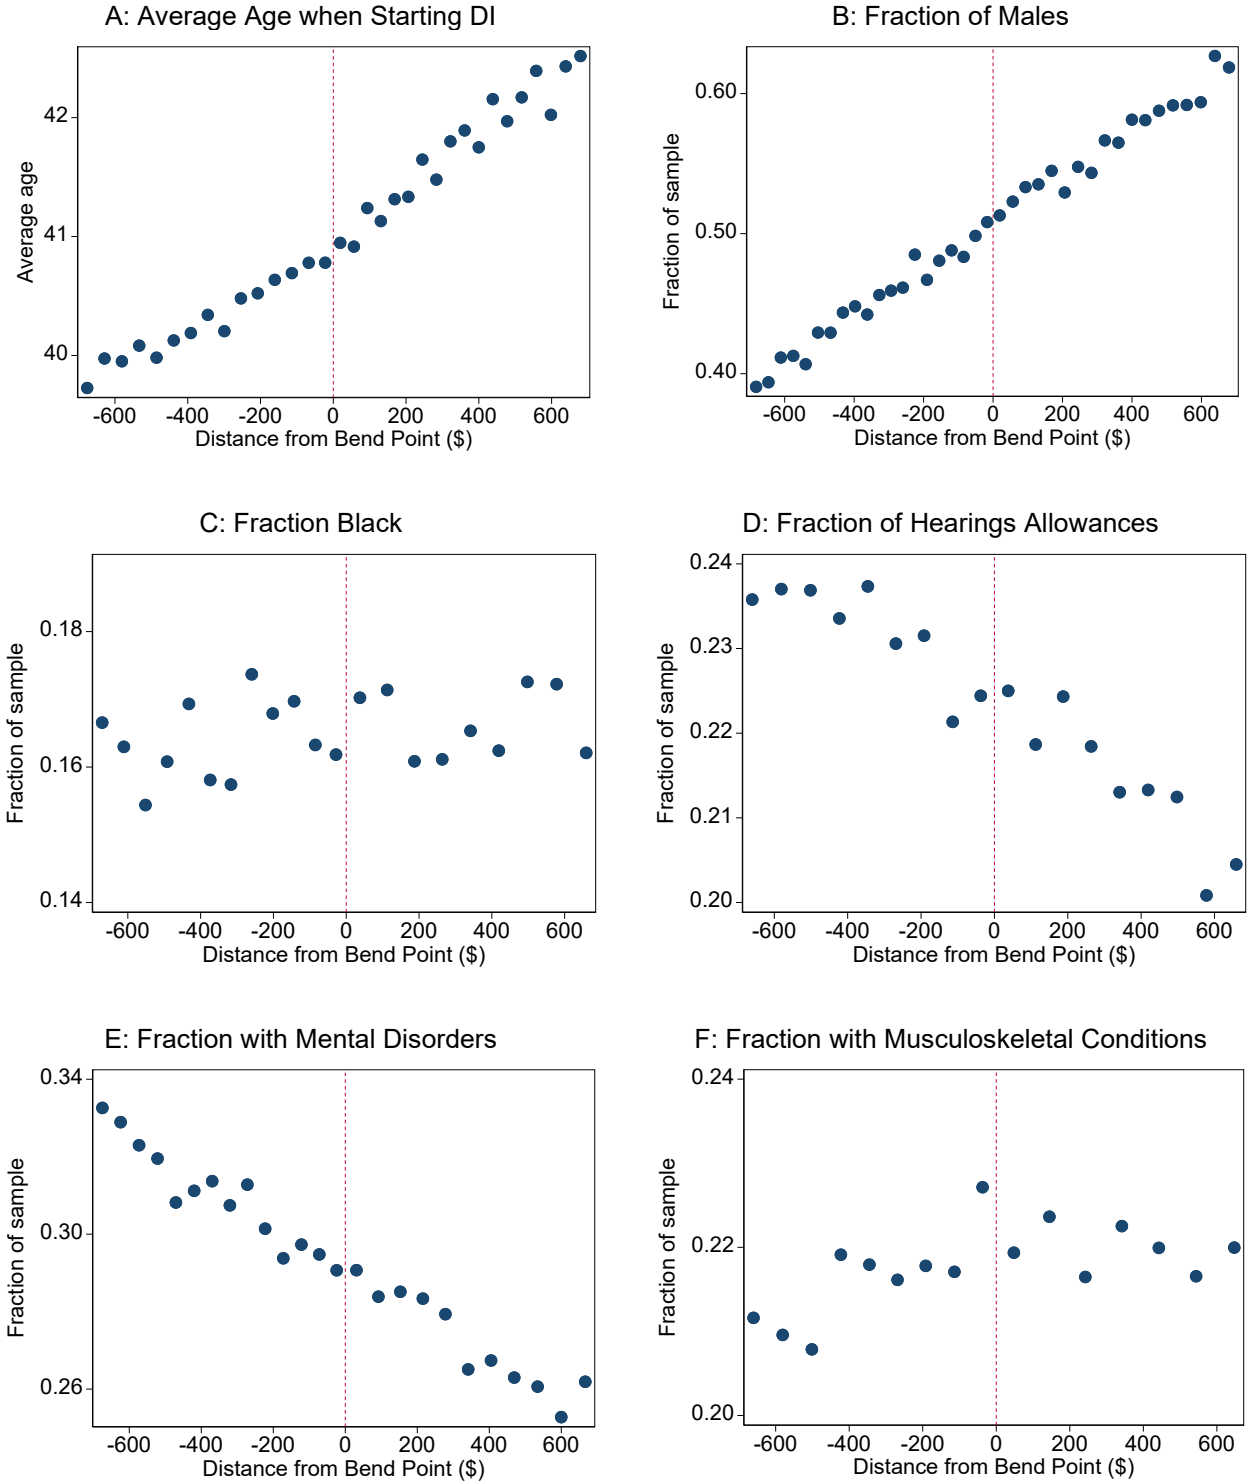 A: Average Age when Starting DI
Average age
42
41
40
-600 -400 -200 0 200 400 600
Distance from Bend Point ($)
B: Fraction of Males
Fraction of sample
0.60
0.50
0.40
-600 -400 -200 0 200 400 600
Distance from Bend Point ($)
C: Fraction Black
Fraction of sample
0.18
0.16
0.14
-600 -400 -200 0 200 400 600
Distance from Bend Point ($)
D: Fraction of Hearings Allowances
Fraction of sample
0.24
0.23
0.22
0.21
0.20
-600 -400 -200 0 200 400 600
Distance from Bend Point ($)
E: Fraction with Mental Disorders
Fraction of sample
0.34
0.30
0.26
-600 -400 -200 0 200 400 600
Distance from Bend Point ($)
F: Fraction with Musculoskeletal Conditions
Fraction of sample
0.24
0.22
0.20
-600 -400 -200 0 200 400 600
Distance from Bend Point ($)